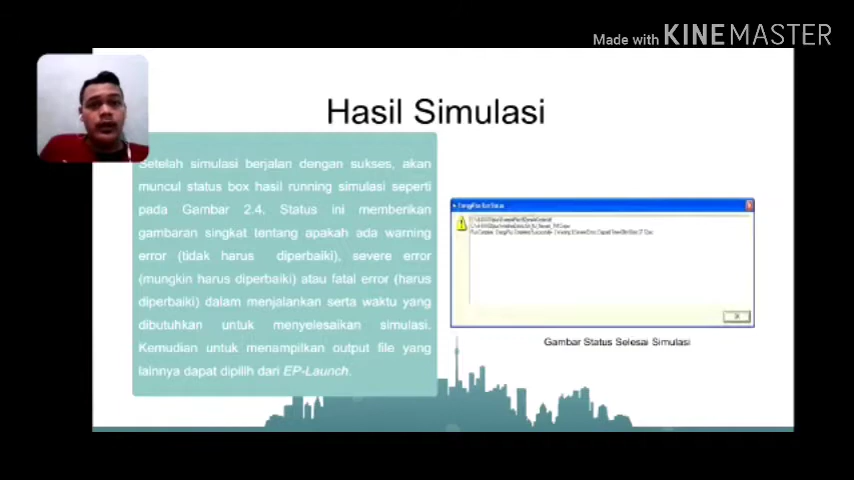 Made with KINEMASTER
Hasil Simulasi
Setelah simulasi berjalan dengan sukses, akan
muncul status box hasil running simulasi seperti
pada Gambar 2.4. Status ini memberikan
gambaran singkat tentang apakah ada warning
error (tidak harus diperbaiki), severe error
(mungkin harus diperbaiki) atau fatal error (harus
diperbaiki) dalam menjalankan serta waktu yang
dibutuhkan untuk menyelesaikan simulasi.
Kemudian untuk menampilkan output file yang
lainnya dapat dipilih dari EP-Launch.
Gambar Status Selesai Simulasi